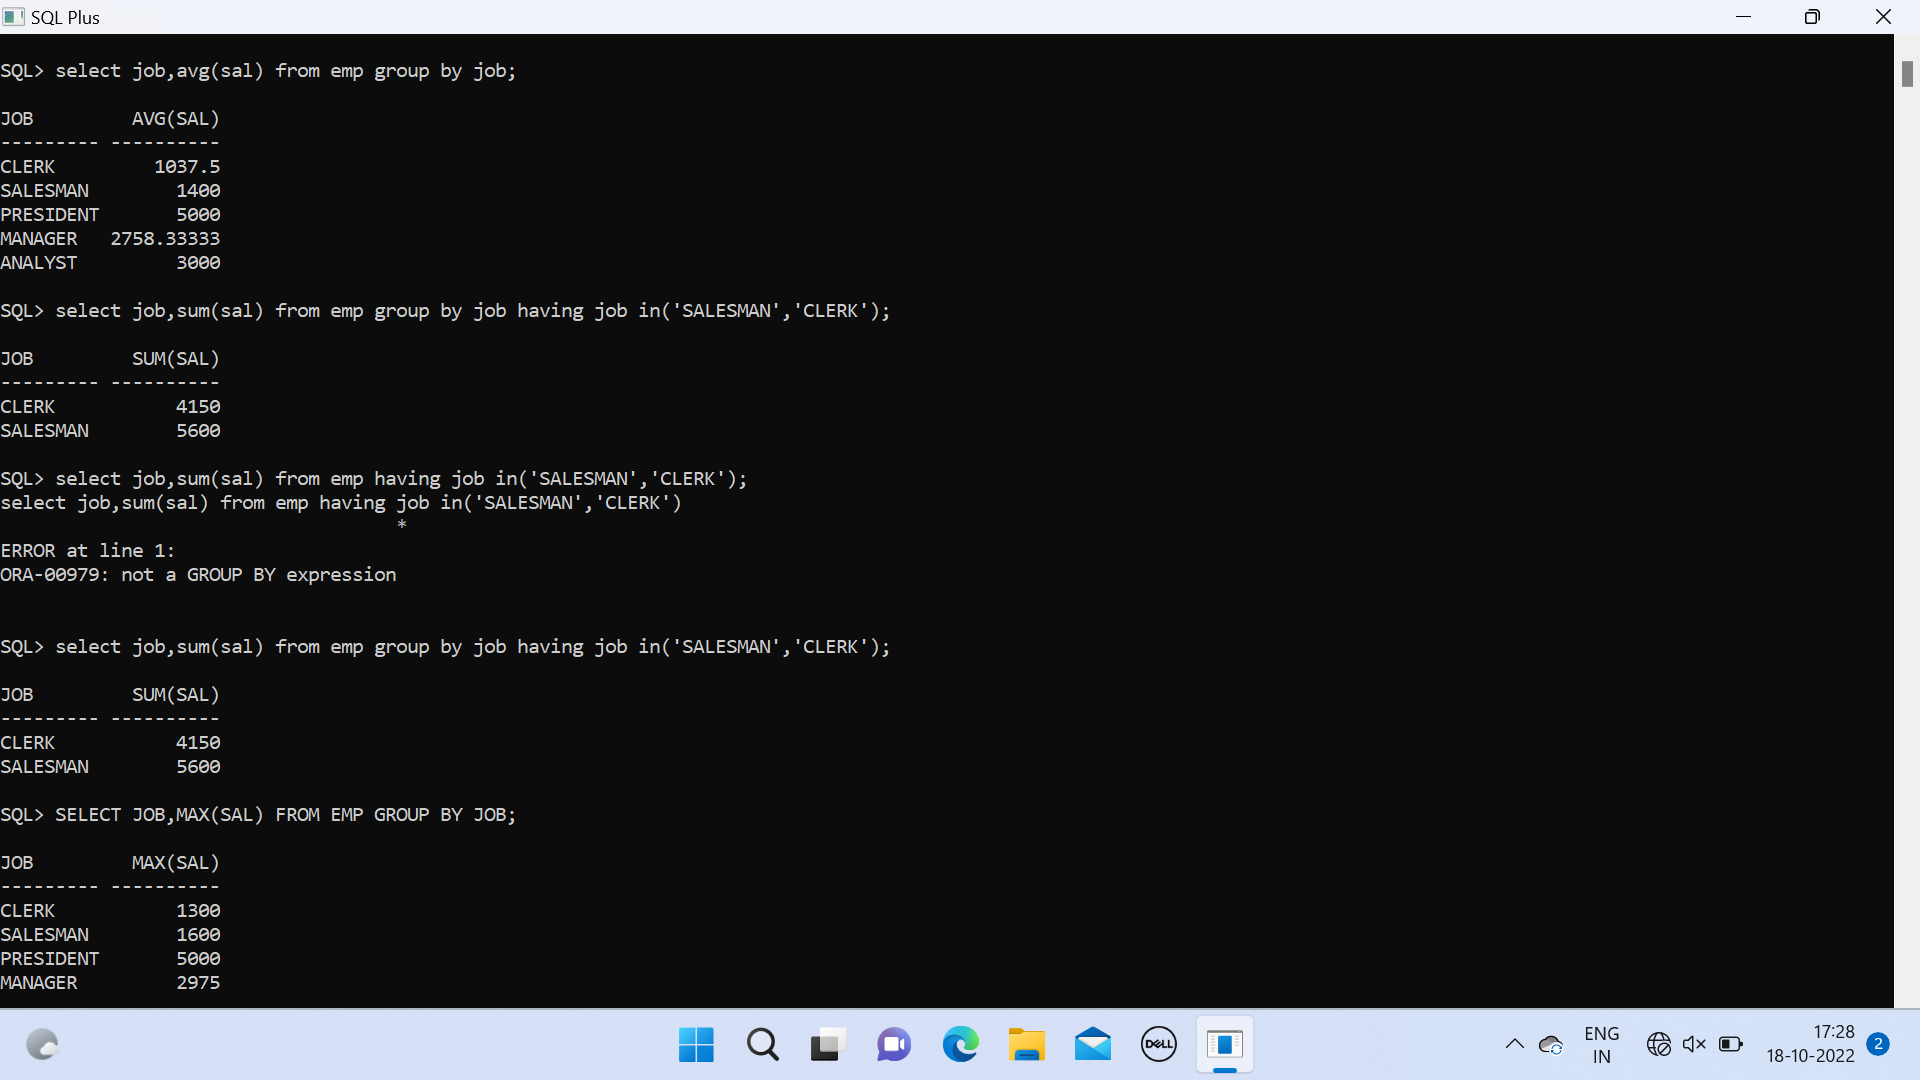 SQL Plus
SQL> select job,avg(sal) from emp group by job;
JOB         AVG(SAL)
--------- ----------
CLERK         1037.5
SALESMAN        1400
PRESIDENT       5000
MANAGER   2758.33333
ANALYST         3000
SQL> select job,sum(sal) from emp group by job having job in('SALESMAN','CLERK');
JOB         SUM(SAL)
--------- ----------
CLERK           4150
SALESMAN        5600
SQL> select job,sum(sal) from emp having job in('SALESMAN','CLERK');
select job,sum(sal) from emp having job in('SALESMAN','CLERK')
                                    *
ERROR at line 1:
ORA-00979: not a GROUP BY expression
SQL> select job,sum(sal) from emp group by job having job in('SALESMAN','CLERK');
JOB         SUM(SAL)
--------- ----------
CLERK           4150
SALESMAN        5600
SQL> SELECT JOB,MAX(SAL) FROM EMP GROUP BY JOB;
JOB         MAX(SAL)
--------- ----------
CLERK           1300
SALESMAN        1600
PRESIDENT       5000
MANAGER         2975
DELL
ENG
IN
17:28
18-10-2022
2